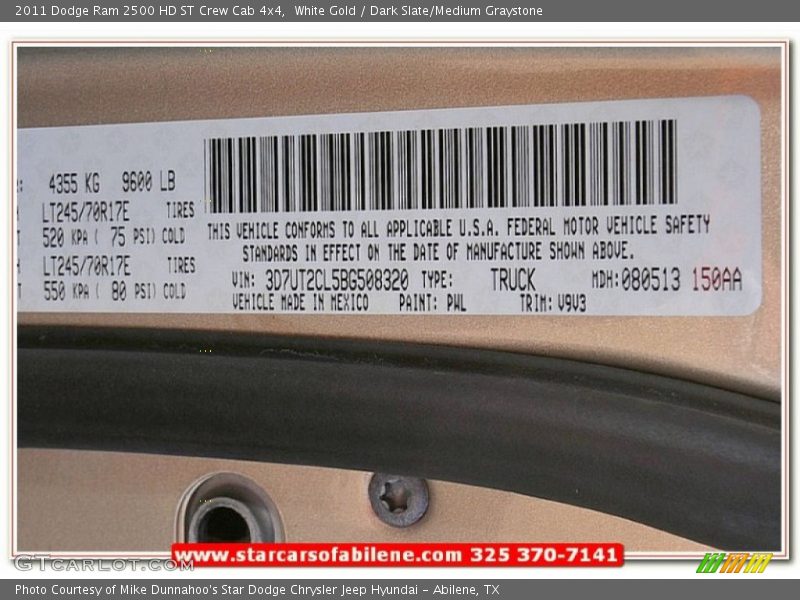 2011 Dodge Ram 2500 HD ST Crew Cab 4x4,  White Gold / Dark Slate/Medium Graystone
: 4355 KG 9600 LB
LT245/70R17E TIRES
520 KPA ( 75 PSI) COLD
LT245/70R17E TIRES
550 KPA ( 80 PSI) COLD
THIS VEHICLE CONFORMS TO ALL APPLICABLE U.S.A. FEDERAL MOTOR VEHICLE SAFETY
STANDARDS IN EFFECT ON THE DATE OF MANUFACTURE SHOWN ABOVE.
VIN: 3D7UT2CL5BG508320 TYPE: TRUCK MDH:080513 150AA
VEHICLE MADE IN MEXICO PAINT: PWL TRIM: V9V3
www.starcarsofabilene.com 325 370-7141
GTCarLot.com
Photo Courtesy of Mike Dunnahoo's Star Dodge Chrysler Jeep Hyundai - Abilene, TX